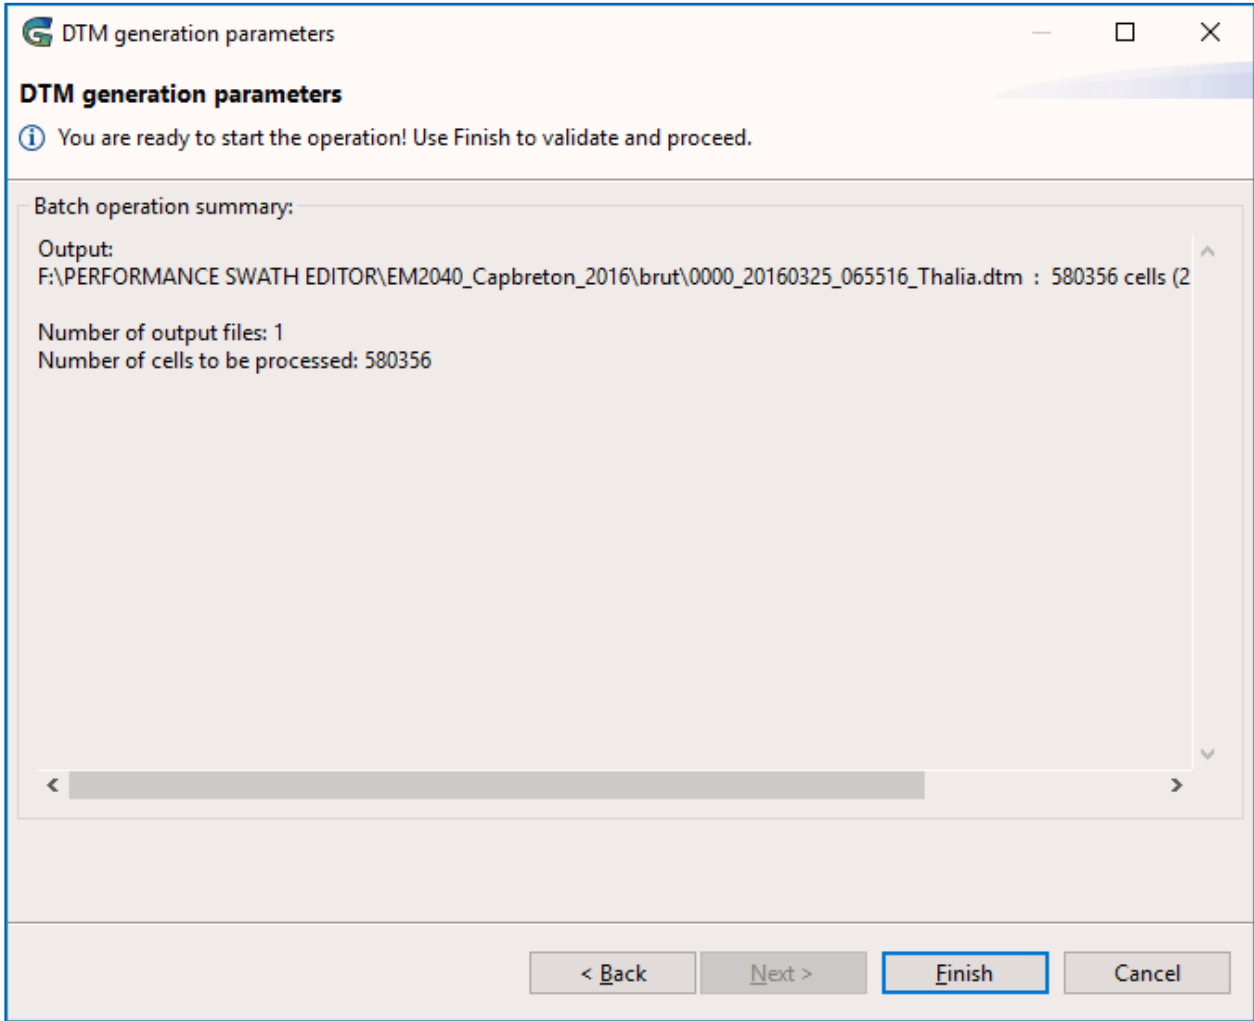 DTM generation parameters
DTM generation parameters
You are ready to start the operation! Use Finish to validate and proceed.
Batch operation summary:
Output:
F:\PERFORMANCE SWATH EDITOR\EM2040_Capbreton_2016\brut\0000_20160325_065516_Thalia.dtm : 580356 cells (2
Number of output files: 1
Number of cells to be processed: 580356
< Back
Next >
Finish
Cancel